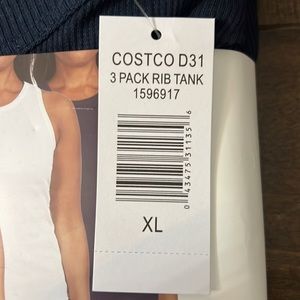 COSTCO D31
3 PACK RIB TANK
1596917
0 43475 31135 6
XL